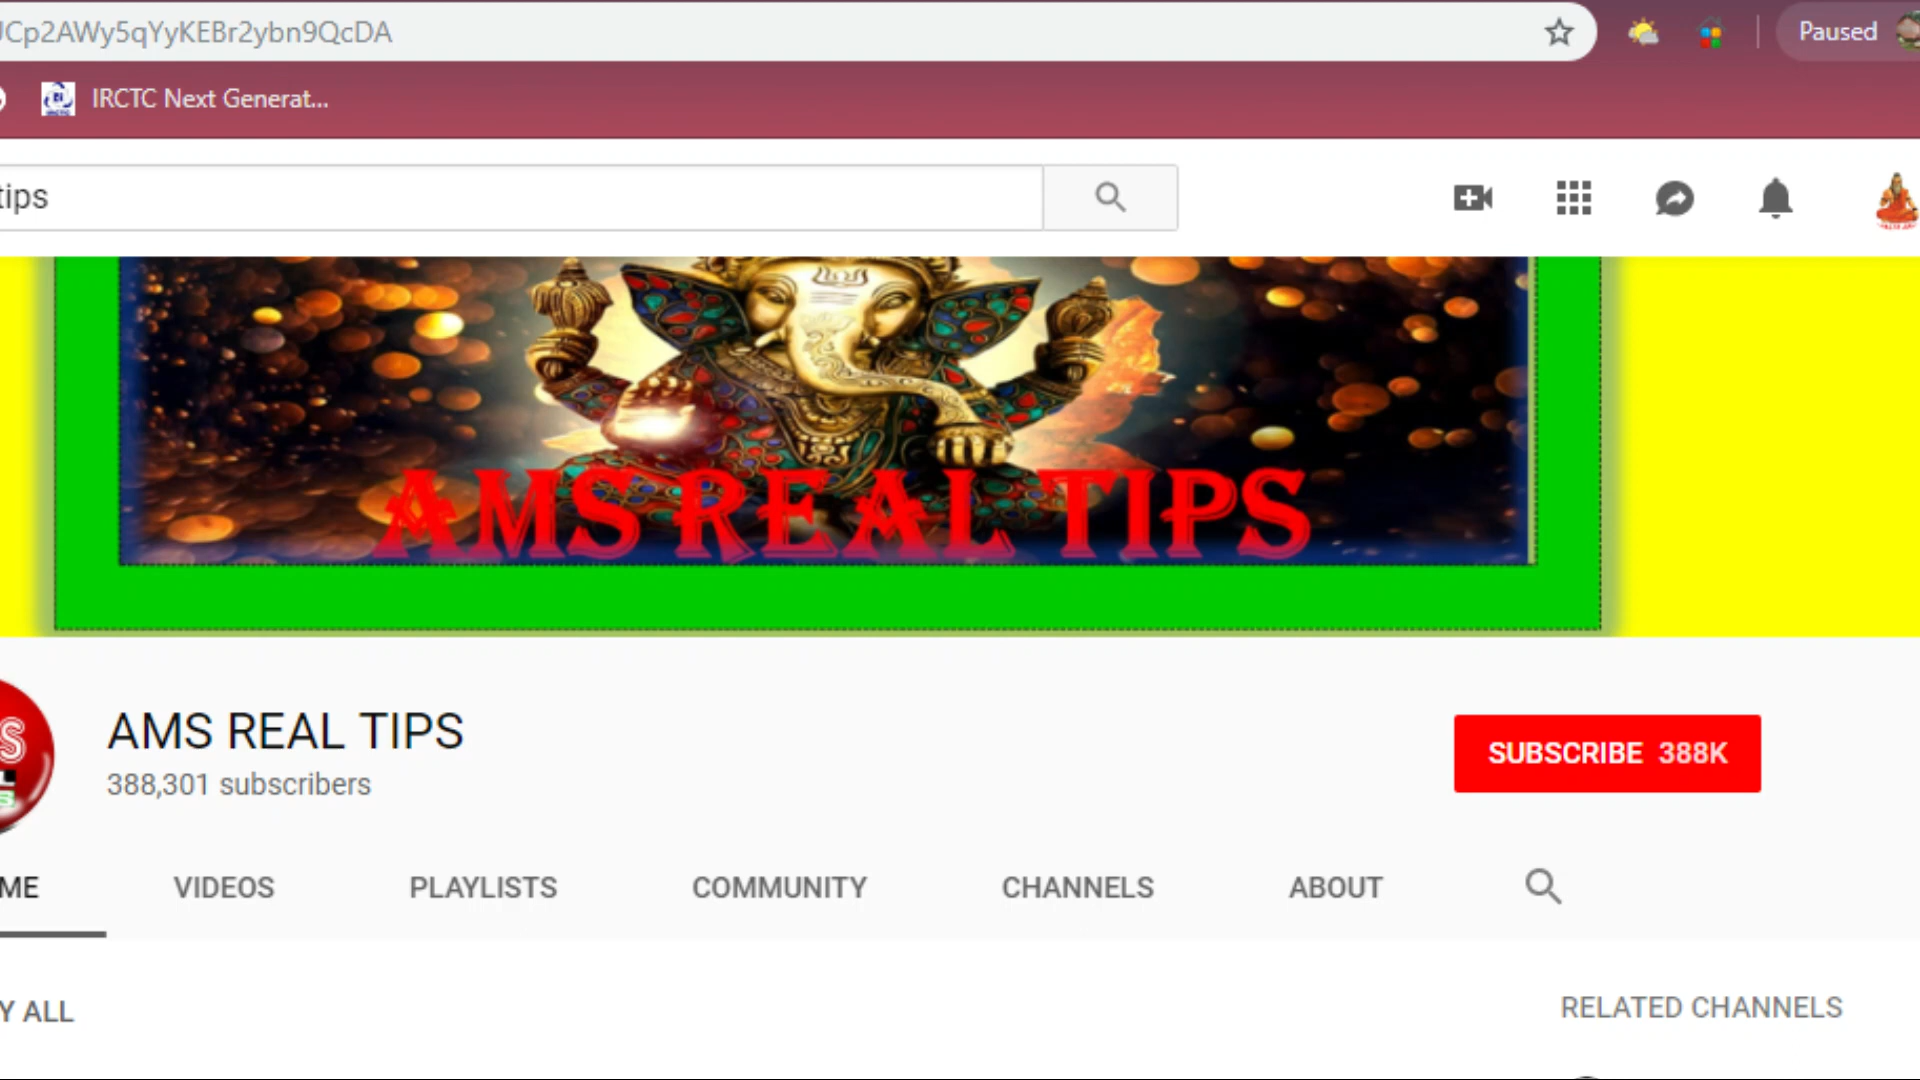 Cp2AWy5qYyKEBr2ybn9QcDA
Paused
IRCTC Next Generat...
tips
AMS REAL TIPS
AMS REAL TIPS
388,301 subscribers
SUBSCRIBE 388K
ME
VIDEOS
PLAYLISTS
COMMUNITY
CHANNELS
ABOUT
Y ALL
RELATED CHANNELS